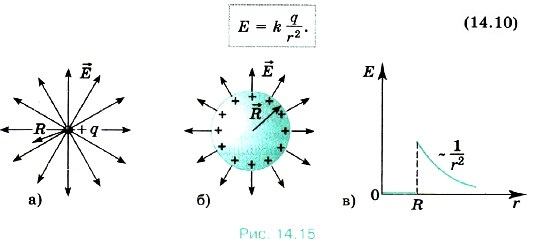 E = k q/r². (14.10)
E⃗
R + q
а)
E⃗
+ + + + + + + + + + + +
R⃗
б)
E
~ 1/r²
0
R
r
в)
Рис. 14.15